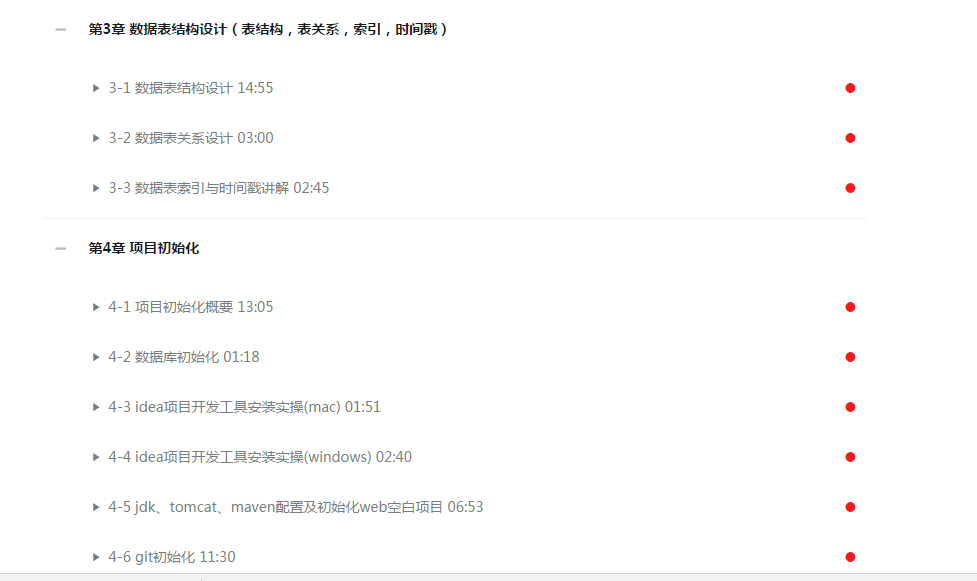 第3章 数据表结构设计（表结构，表关系，索引，时间戳）
3-1 数据表结构设计 14:55
3-2 数据表关系设计 03:00
3-3 数据表索引与时间戳讲解 02:45
第4章 项目初始化
4-1 项目初始化概要 13:05
4-2 数据库初始化 01:18
4-3 idea项目开发工具安装实操(mac) 01:51
4-4 idea项目开发工具安装实操(windows) 02:40
4-5 jdk、tomcat、maven配置及初始化web空白项目 06:53
4-6 git初始化 11:30